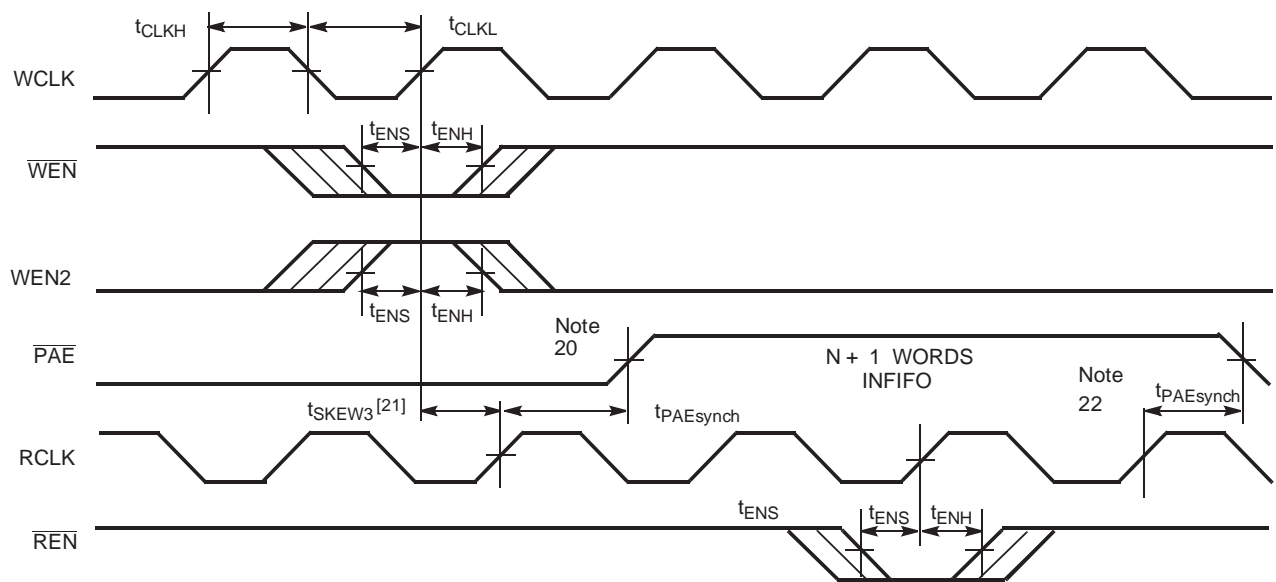 tCLKH
tCLKL
WCLK
tENS
tENH
WEN
WEN2
tENS
tENH
Note
20
PAE
N + 1 WORDS
INFIFO
Note
22
tPAEsynch
tSKEW3 [21]
tPAEsynch
RCLK
tENS
tENS
tENH
REN